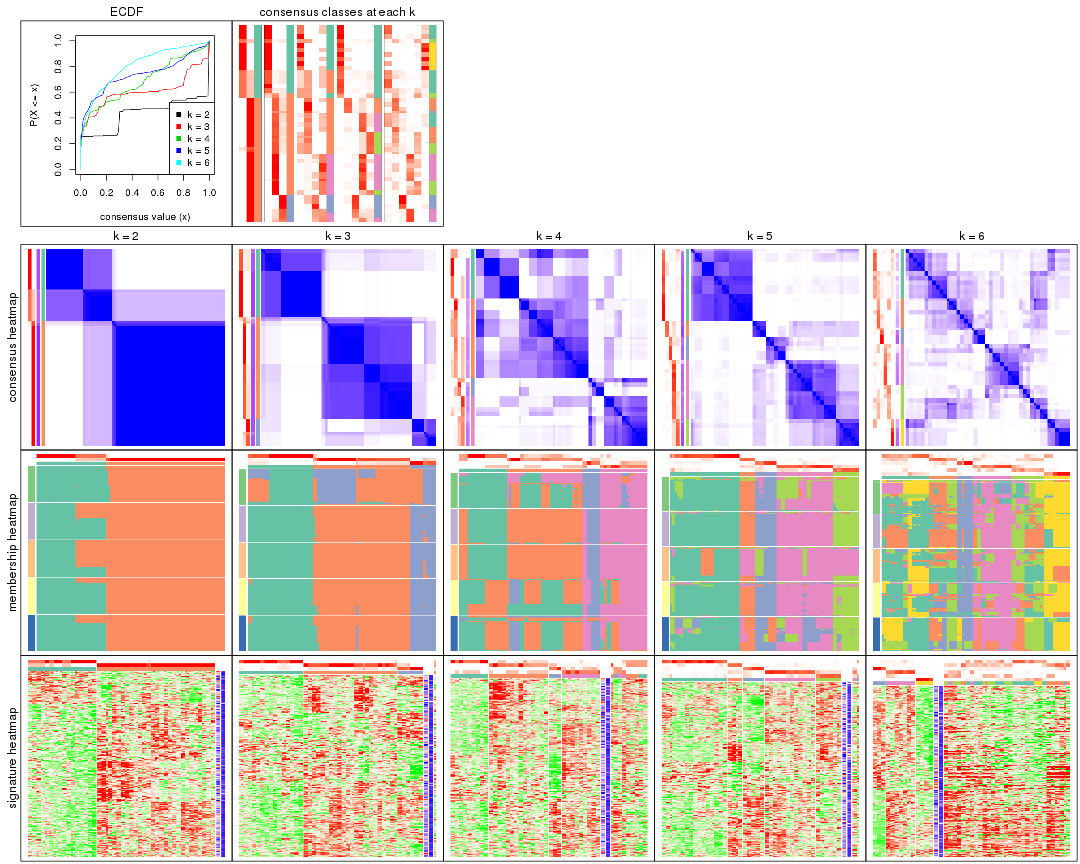 ECDF
consensus classes at each k
P(X <= x)
0.0 0.2 0.4 0.6 0.8 1.0
k = 2
k = 3
k = 4
k = 5
k = 6
0.0 0.2 0.4 0.6 0.8 1.0
consensus value (x)
k = 2
k = 3
k = 4
k = 5
k = 6
consensus heatmap
membership heatmap
signature heatmap